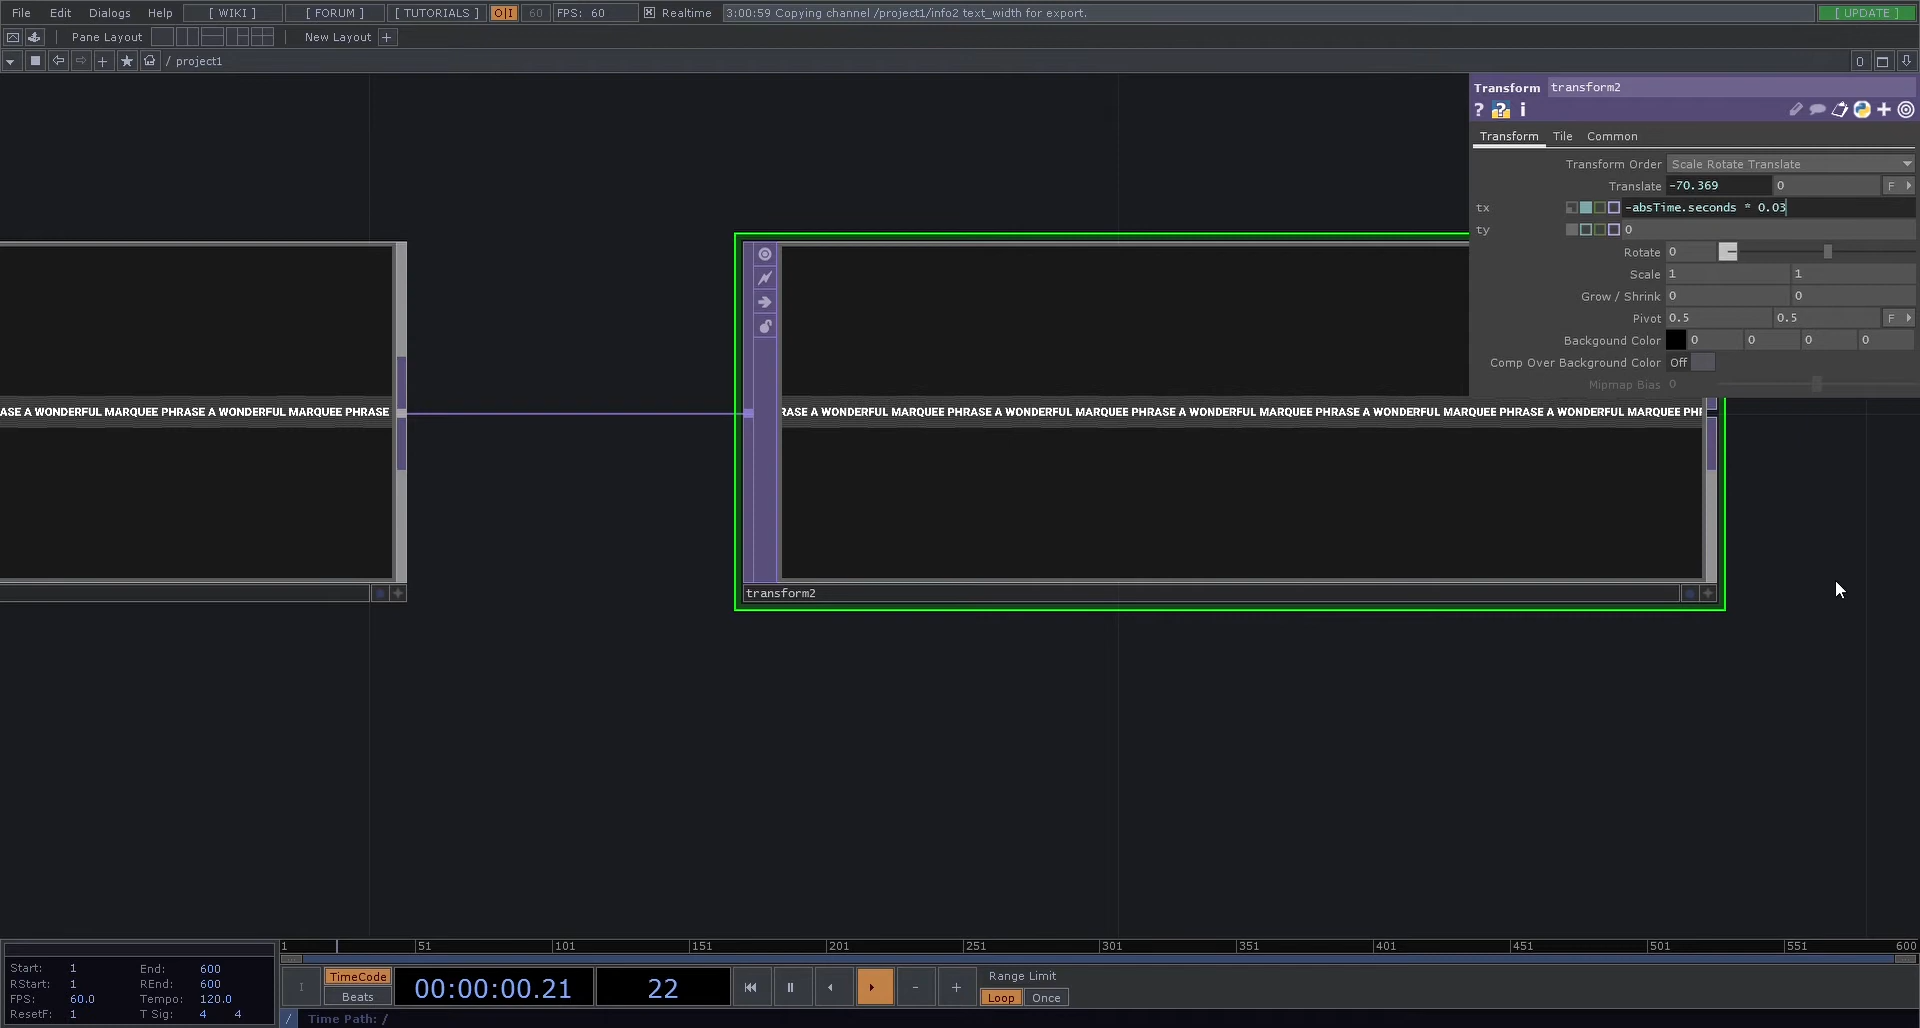 File Edit Dialogs Help [ WIKI ] [ FORUM ] [ TUTORIALS ] O|I 60 FPS: 60 Realtime 3:00:59 Copying channel /project1/info2 text_width for export. [ UPDATE ]
Pane Layout New Layout +
/ project1 0
Transform transform2
? ? i
Transform Tile Common
Transform Order Scale Rotate Translate
Translate -70.369 0 F
tx -absTime.seconds * 0.03
ty 0
Rotate 0
Scale 1 1
Grow / Shrink 0 0
Pivot 0.5 0.5 F
Backgound Color 0 0 0 0
Comp Over Background Color Off
Mipmap Bias 0
ASE A WONDERFUL MARQUEE PHRASE A WONDERFUL MARQUEE PHRASE
RASE A WONDERFUL MARQUEE PHRASE A WONDERFUL MARQUEE PHRASE A WONDERFUL MARQUEE PHRASE A WONDERFUL MARQUEE PHRASE A WONDERFUL MARQUEE PHR
transform2
1 51 101 151 201 251 301 351 401 451 501 551 600
Start: 1 End: 600
RStart: 1 REnd: 600
FPS: 60.0 Tempo: 120.0
ResetF: 1 T Sig: 4 4
I TimeCode 00:00:00.21 22 - + Range Limit
Beats Loop Once
/ Time Path: /